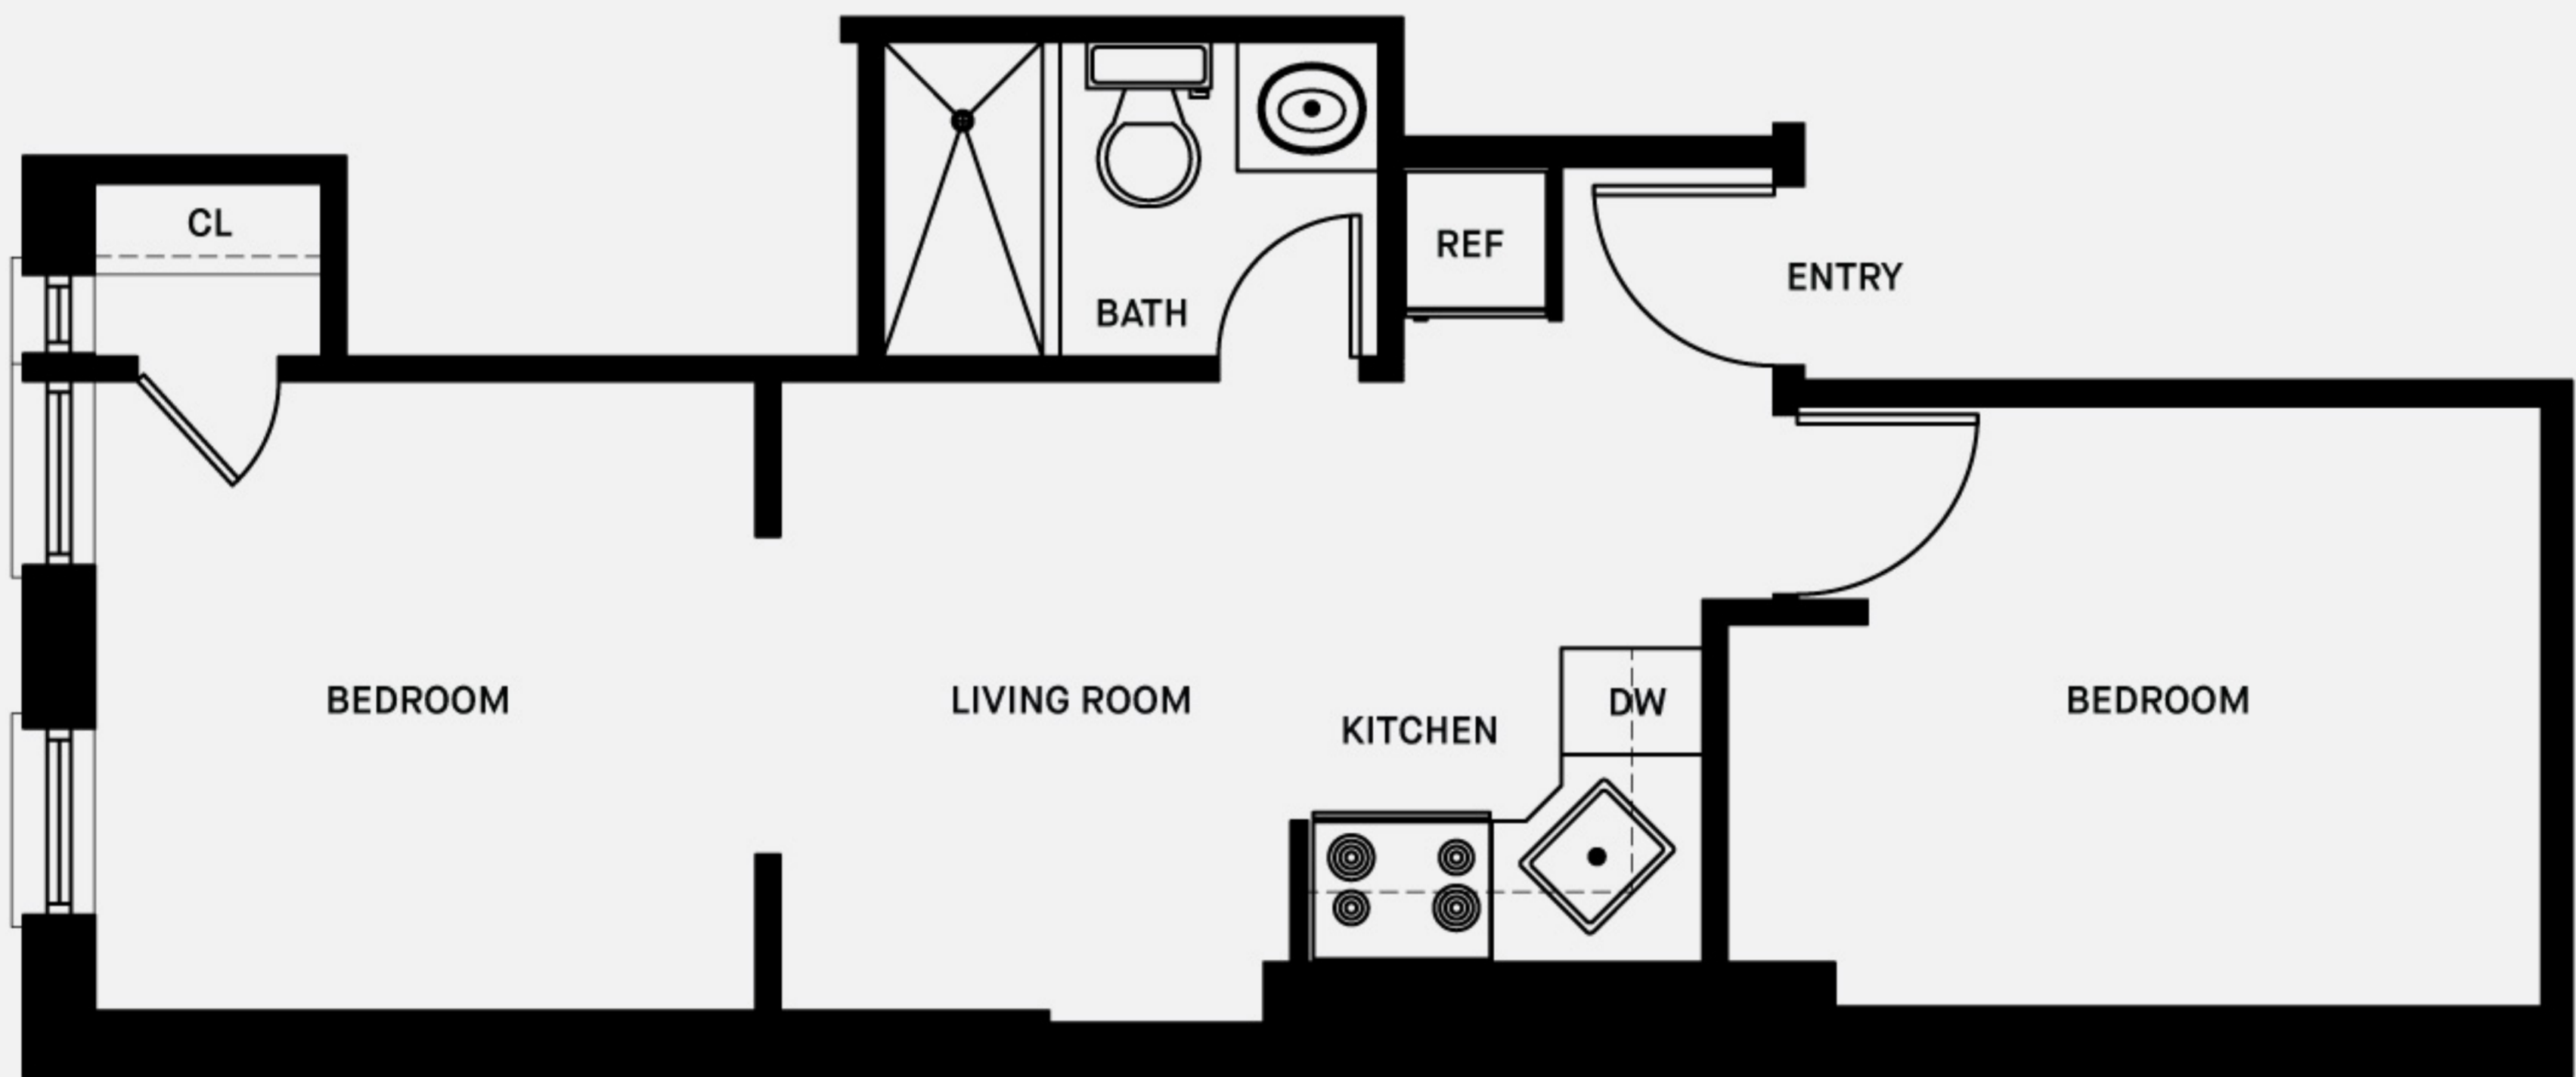 CL
BATH
REF
ENTRY
BEDROOM
LIVING ROOM
KITCHEN
DW
BEDROOM